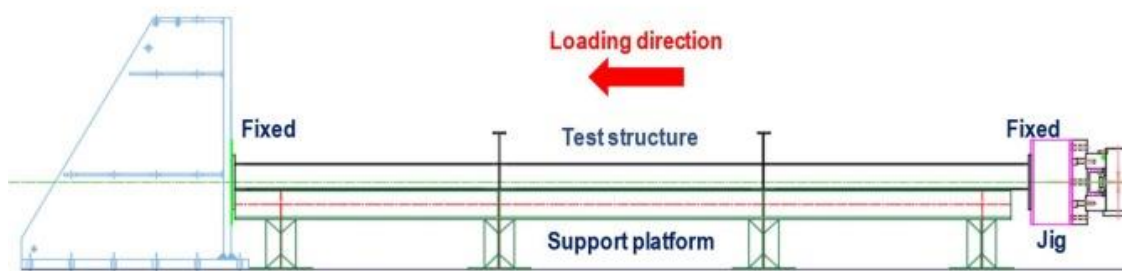 Loading direction
Fixed
Test structure
Fixed
Support platform
Jig